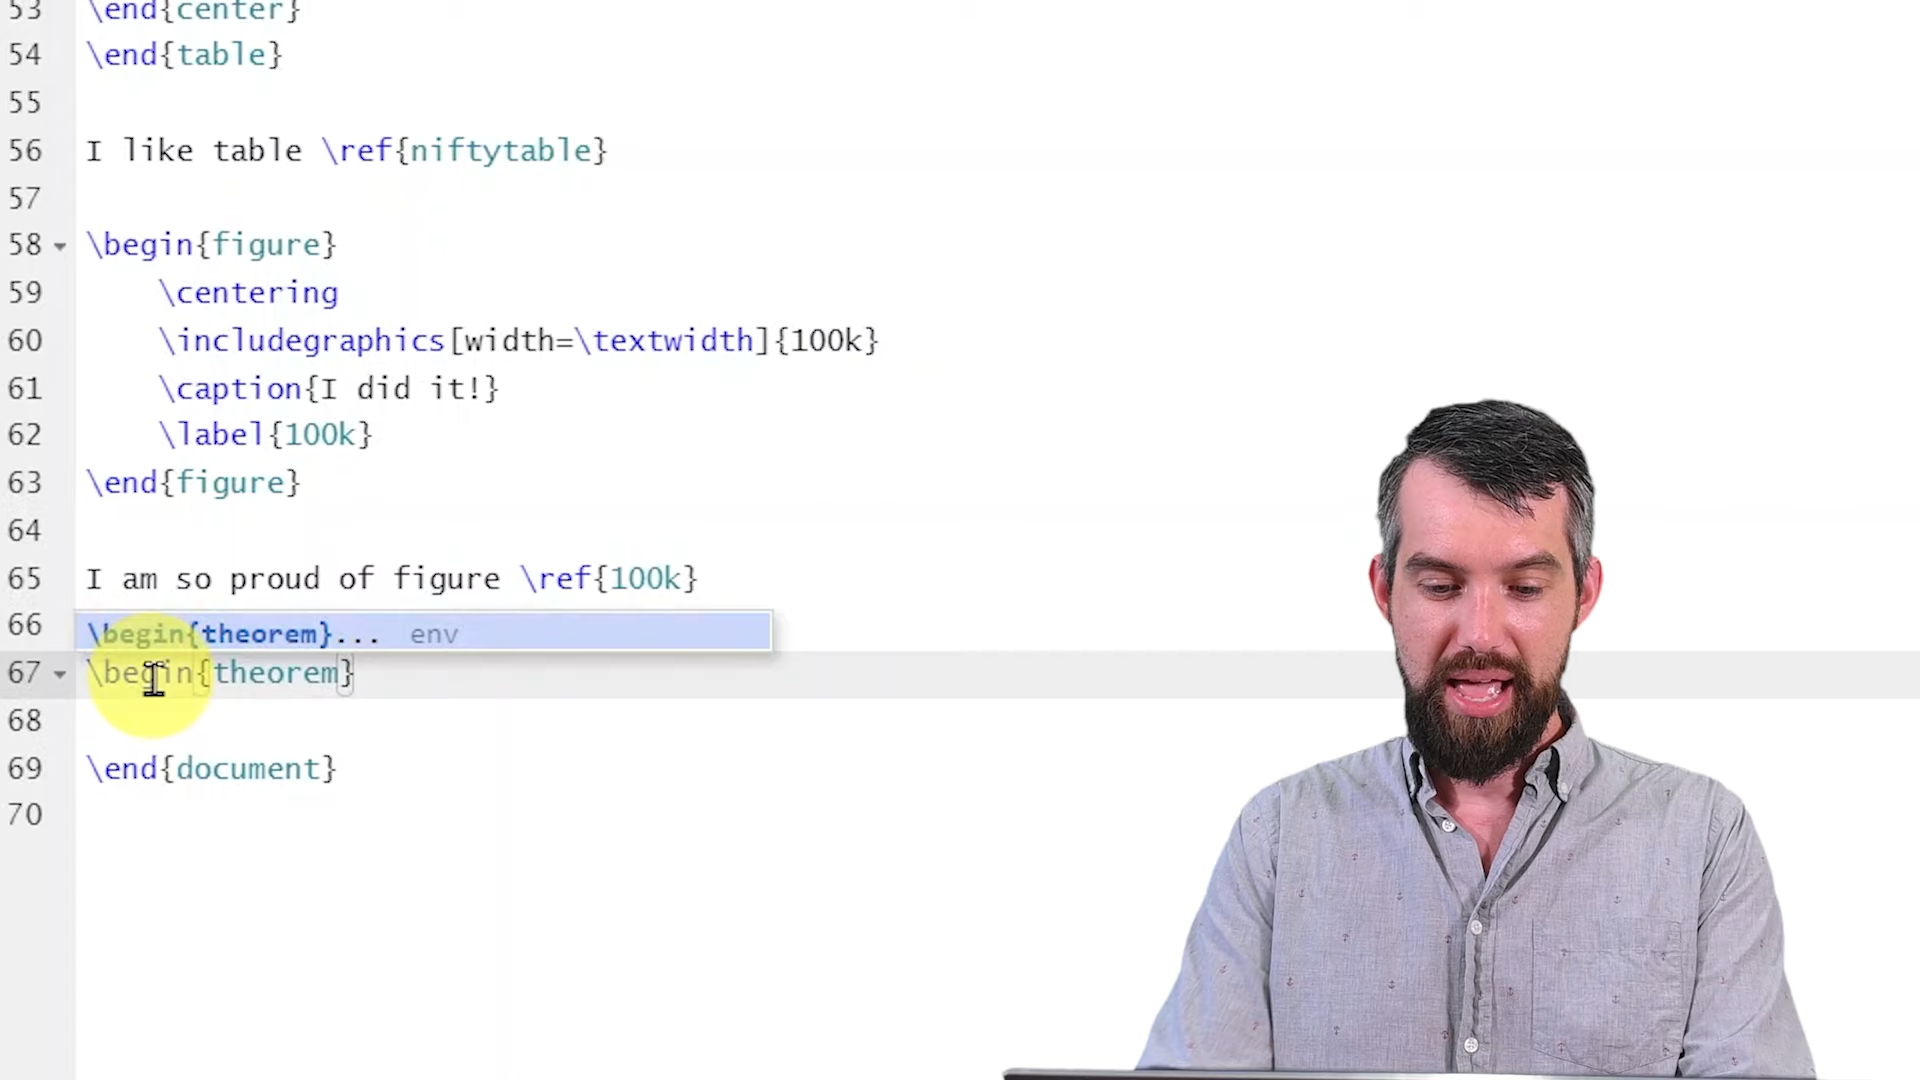 53 \end{center}
54 \end{table}
55
56 I like table \ref{niftytable}
57
58 \begin{figure}
59 \centering
60 \includegraphics[width=\textwidth]{100k}
61 \caption{I did it!}
62 \label{100k}
63 \end{figure}
64
65 I am so proud of figure \ref{100k}
66 \begin{theorem}... env
67 \begin{theorem}
68
69 \end{document}
70